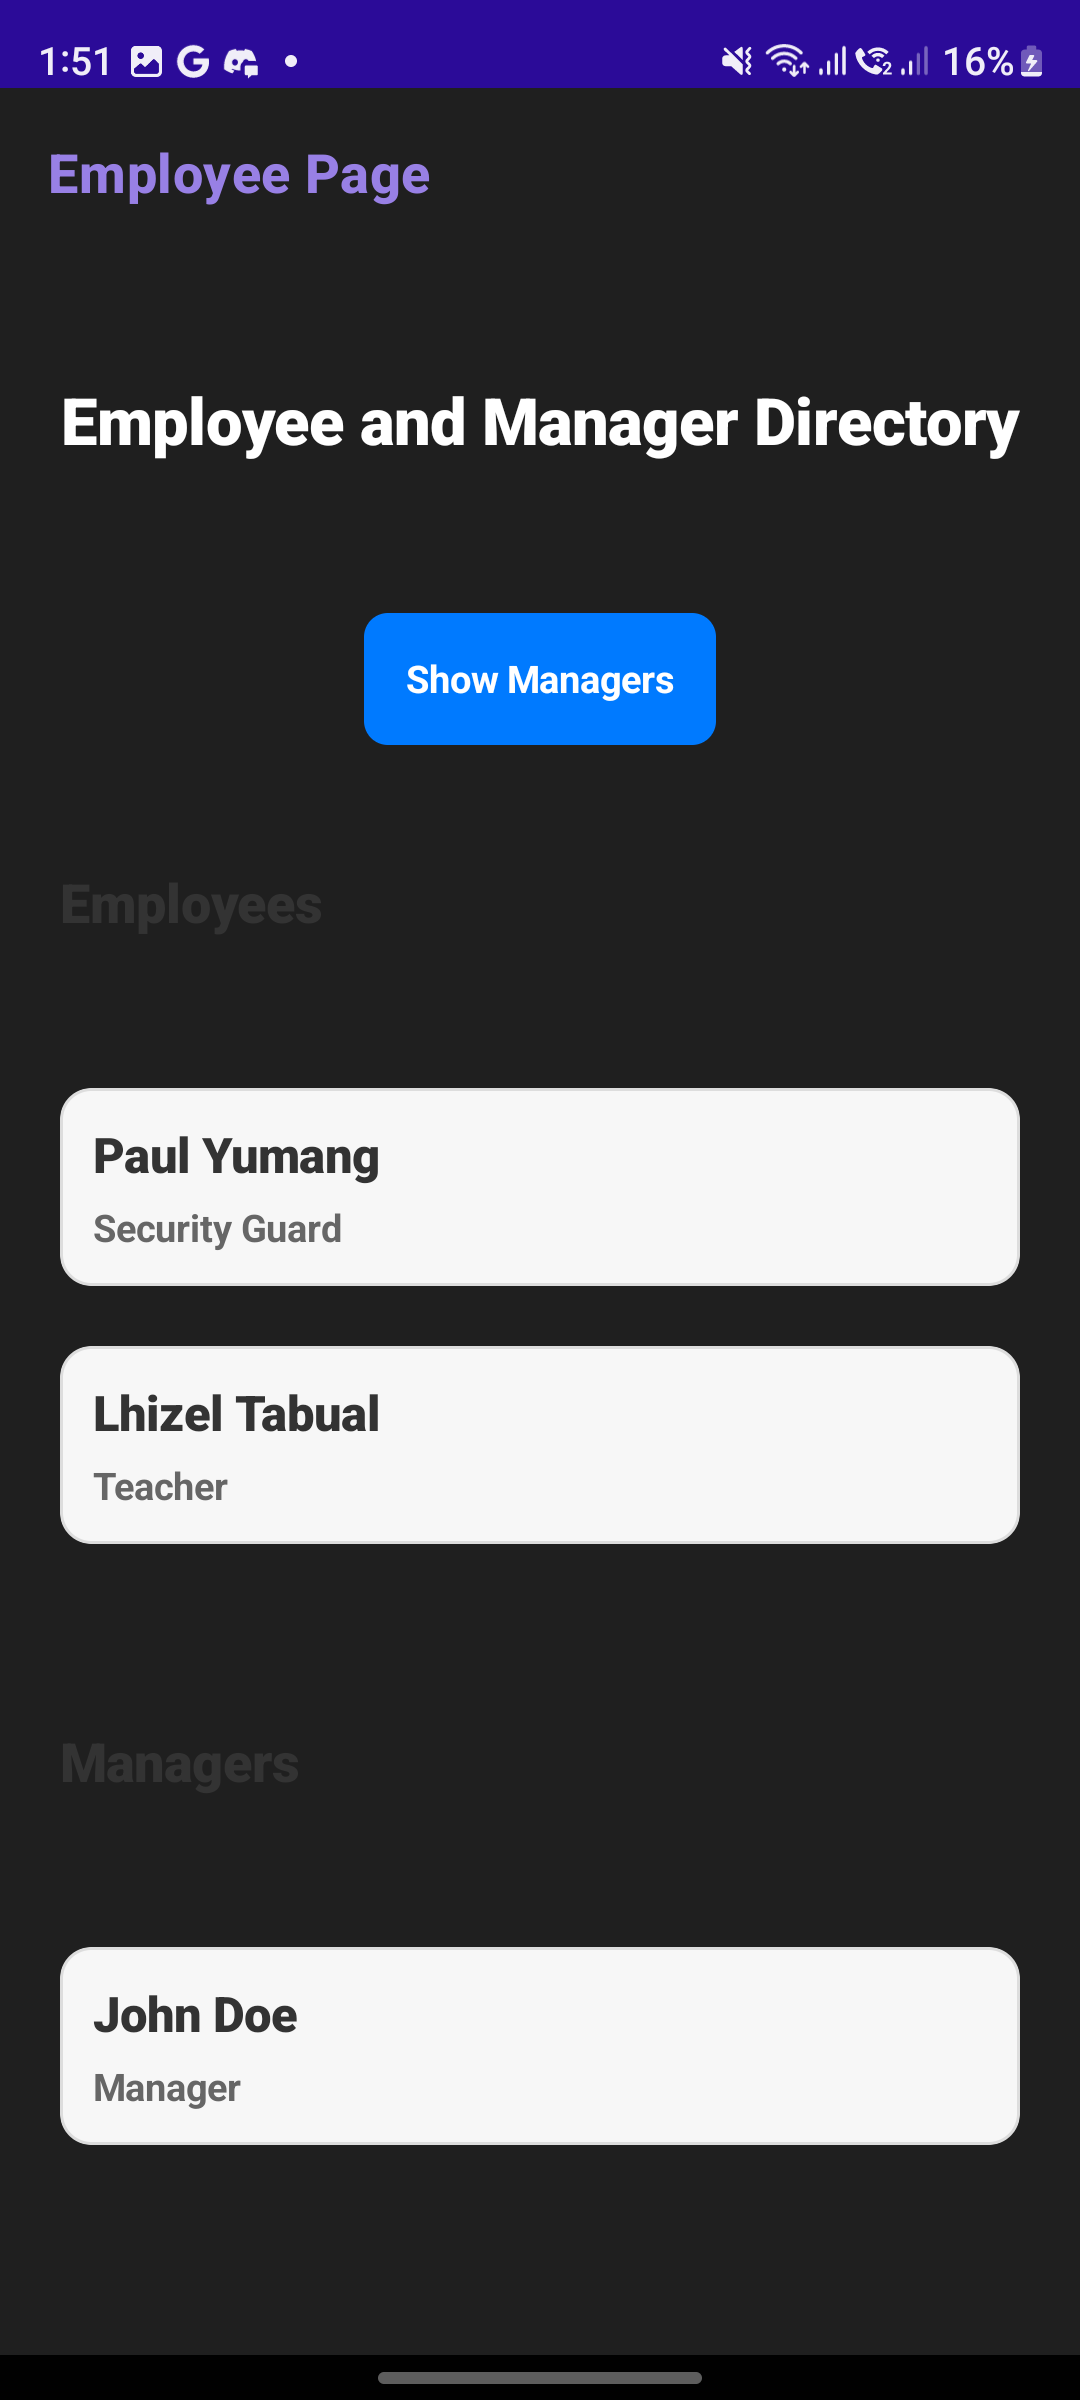 1:51
16%
Employee Page
Employee and Manager Directory
Show Managers
Employees
Paul Yumang
Security Guard
Lhizel Tabual
Teacher
Managers
John Doe
Manager